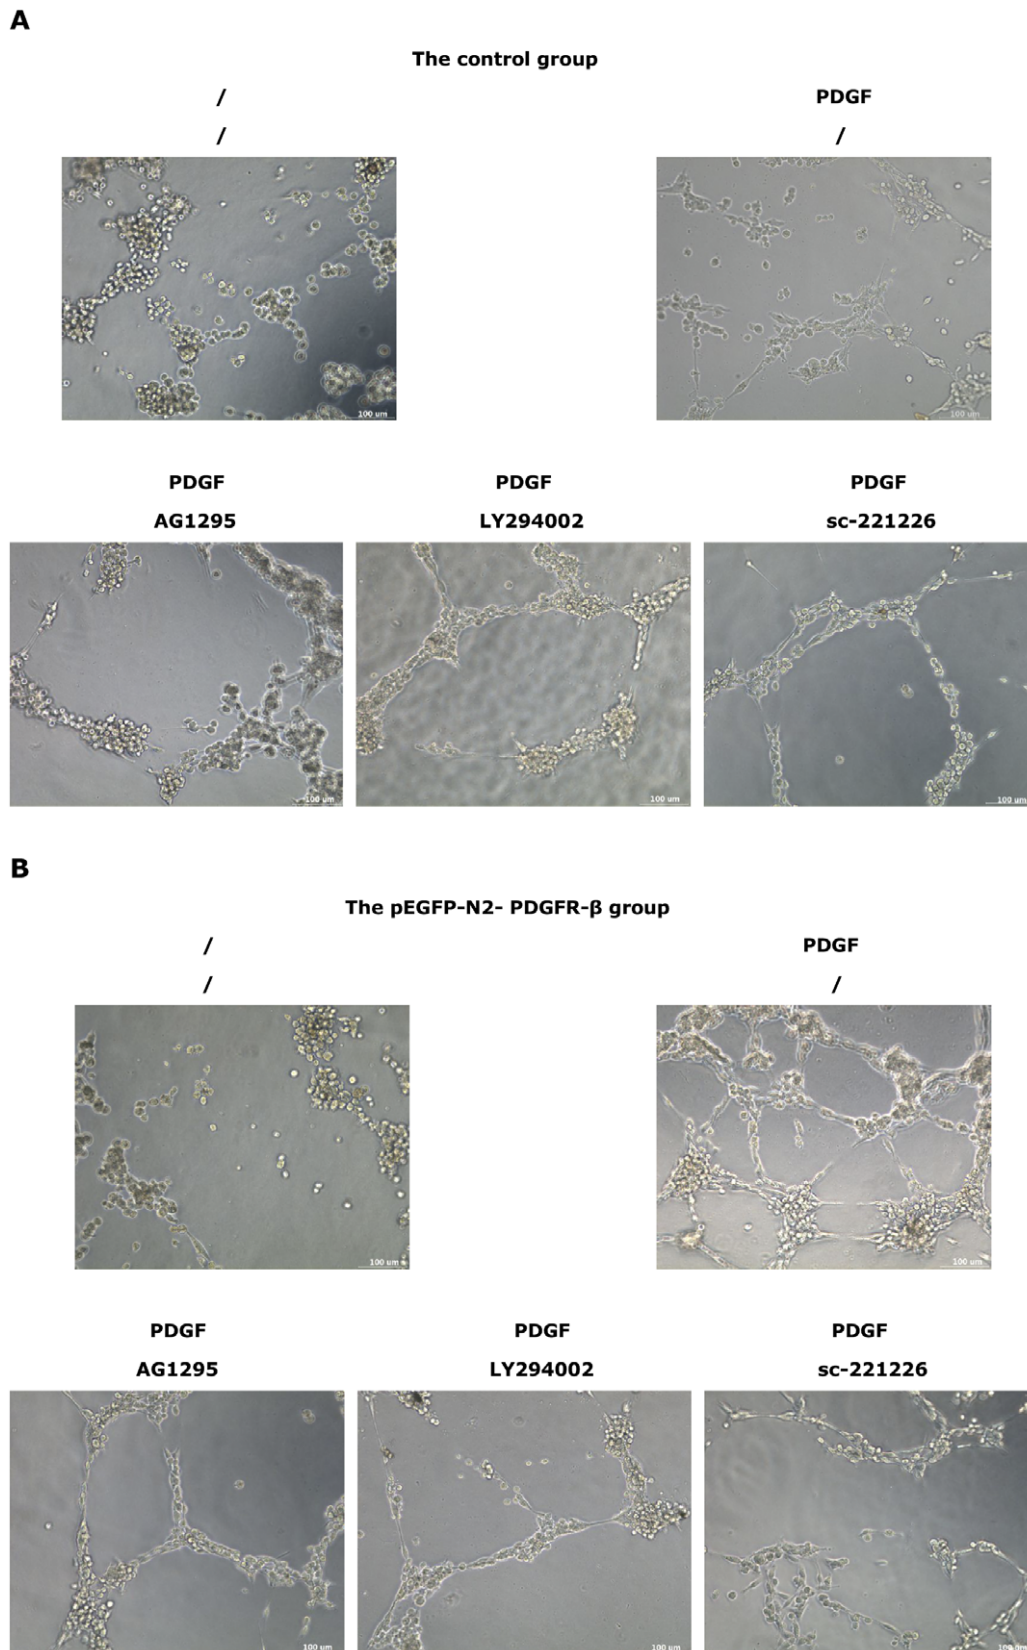 A
The control group
/ PDGF
/ /
100 um 100 um
PDGF PDGF PDGF
AG1295 LY294002 sc-221226
100 um 100 um 100 um
B
The pEGFP-N2- PDGFR-β group
/ PDGF
/ /
100 um 100 um
PDGF PDGF PDGF
AG1295 LY294002 sc-221226
100 um 100 um 100 um